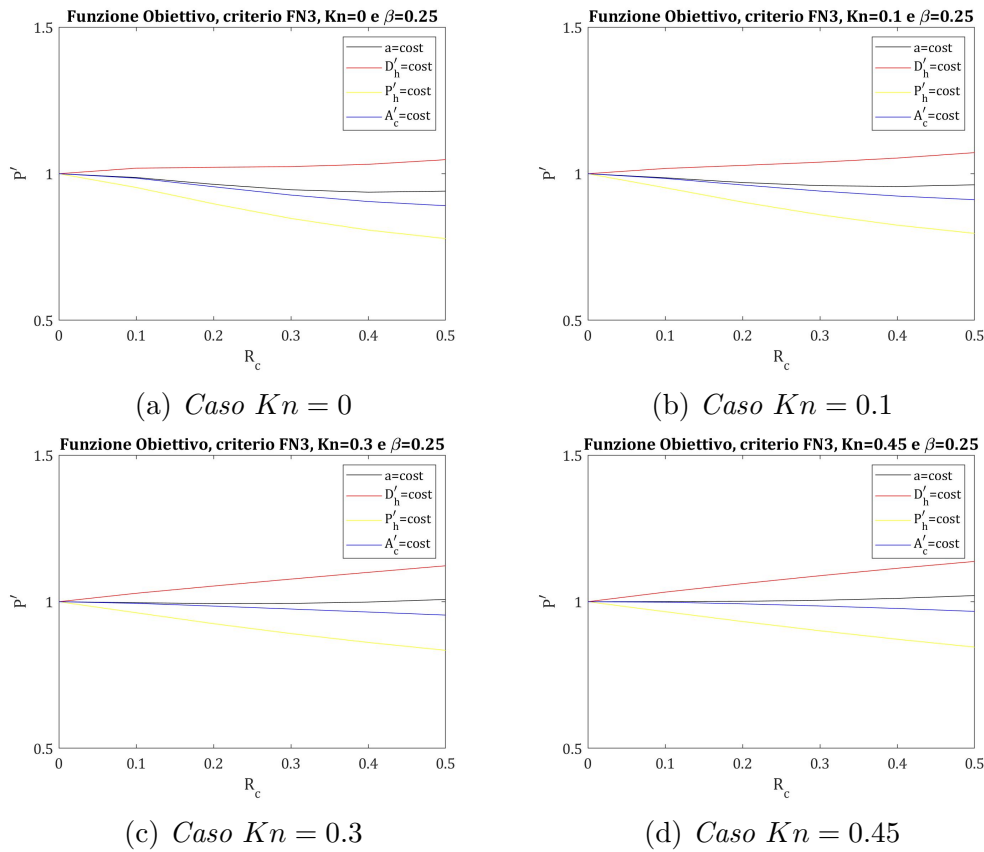 Funzione Obiettivo, criterio FN3, Kn=0 e β=0.25
1.5
1
0.5
P'
0
0.1
0.2
0.3
0.4
0.5
R_c
a=cost
D'_h=cost
P'_h=cost
A'_c=cost
(a) Caso Kn = 0
Funzione Obiettivo, criterio FN3, Kn=0.1 e β=0.25
1.5
1
0.5
P'
0
0.1
0.2
0.3
0.4
0.5
R_c
a=cost
D'_h=cost
P'_h=cost
A'_c=cost
(b) Caso Kn = 0.1
Funzione Obiettivo, criterio FN3, Kn=0.3 e β=0.25
1.5
1
0.5
P'
0
0.1
0.2
0.3
0.4
0.5
R_c
a=cost
D'_h=cost
P'_h=cost
A'_c=cost
(c) Caso Kn = 0.3
Funzione Obiettivo, criterio FN3, Kn=0.45 e β=0.25
1.5
1
0.5
P'
0
0.1
0.2
0.3
0.4
0.5
R_c
a=cost
D'_h=cost
P'_h=cost
A'_c=cost
(d) Caso Kn = 0.45